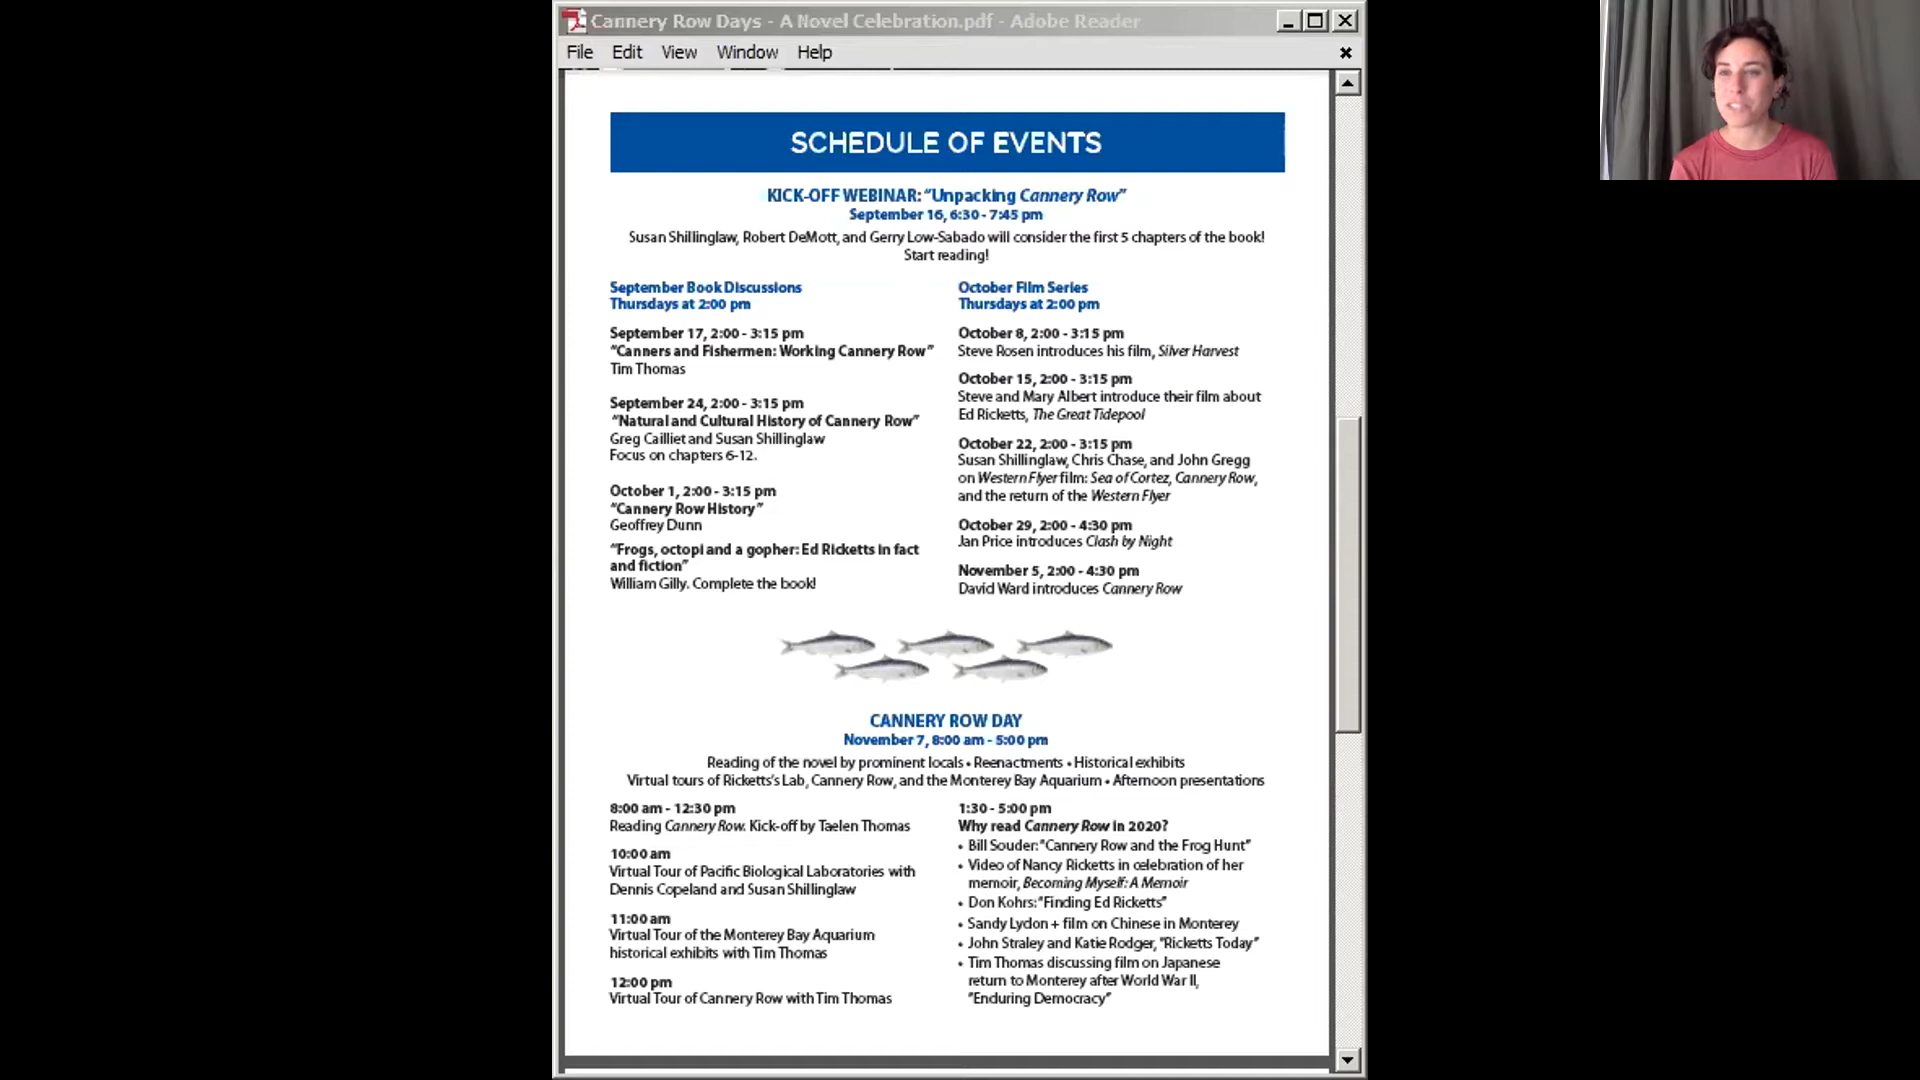 Cannery Row Days - A Novel Celebration.pdf - Adobe Reader
File Edit View Window Help
SCHEDULE OF EVENTS
KICK-OFF WEBINAR: “Unpacking Cannery Row”
September 16, 6:30 - 7:45 pm
Susan Shillinglaw, Robert DeMott, and Gerry Low-Sabado will consider the first 5 chapters of the book!
Start reading!
September Book Discussions
Thursdays at 2:00 pm
September 17, 2:00 - 3:15 pm
“Canners and Fishermen: Working Cannery Row”
Tim Thomas
September 24, 2:00 - 3:15 pm
“Natural and Cultural History of Cannery Row”
Greg Cailliet and Susan Shillinglaw
Focus on chapters 6-12.
October 1, 2:00 - 3:15 pm
“Cannery Row History”
Geoffrey Dunn
“Frogs, octopi and a gopher: Ed Ricketts in fact
and fiction”
William Gilly. Complete the book!
October Film Series
Thursdays at 2:00 pm
October 8, 2:00 - 3:15 pm
Steve Rosen introduces his film, Silver Harvest
October 15, 2:00 - 3:15 pm
Steve and Mary Albert introduce their film about
Ed Ricketts, The Great Tidepool
October 22, 2:00 - 3:15 pm
Susan Shillinglaw, Chris Chase, and John Gregg
on Western Flyer film: Sea of Cortez, Cannery Row,
and the return of the Western Flyer
October 29, 2:00 - 4:30 pm
Jan Price introduces Clash by Night
November 5, 2:00 - 4:30 pm
David Ward introduces Cannery Row
CANNERY ROW DAY
November 7, 8:00 am - 5:00 pm
Reading of the novel by prominent locals • Reenactments • Historical exhibits
Virtual tours of Ricketts's Lab, Cannery Row, and the Monterey Bay Aquarium • Afternoon presentations
8:00 am - 12:30 pm
Reading Cannery Row. Kick-off by Taelen Thomas
10:00 am
Virtual Tour of Pacific Biological Laboratories with
Dennis Copeland and Susan Shillinglaw
11:00 am
Virtual Tour of the Monterey Bay Aquarium
historical exhibits with Tim Thomas
12:00 pm
Virtual Tour of Cannery Row with Tim Thomas
1:30 - 5:00 pm
Why read Cannery Row in 2020?
• Bill Souder: “Cannery Row and the Frog Hunt”
• Video of Nancy Ricketts in celebration of her
memoir, Becoming Myself: A Memoir
• Don Kohrs: “Finding Ed Ricketts”
• Sandy Lydon + film on Chinese in Monterey
• John Straley and Katie Rodger, “Ricketts Today”
• Tim Thomas discussing film on Japanese
return to Monterey after World War II,
“Enduring Democracy”